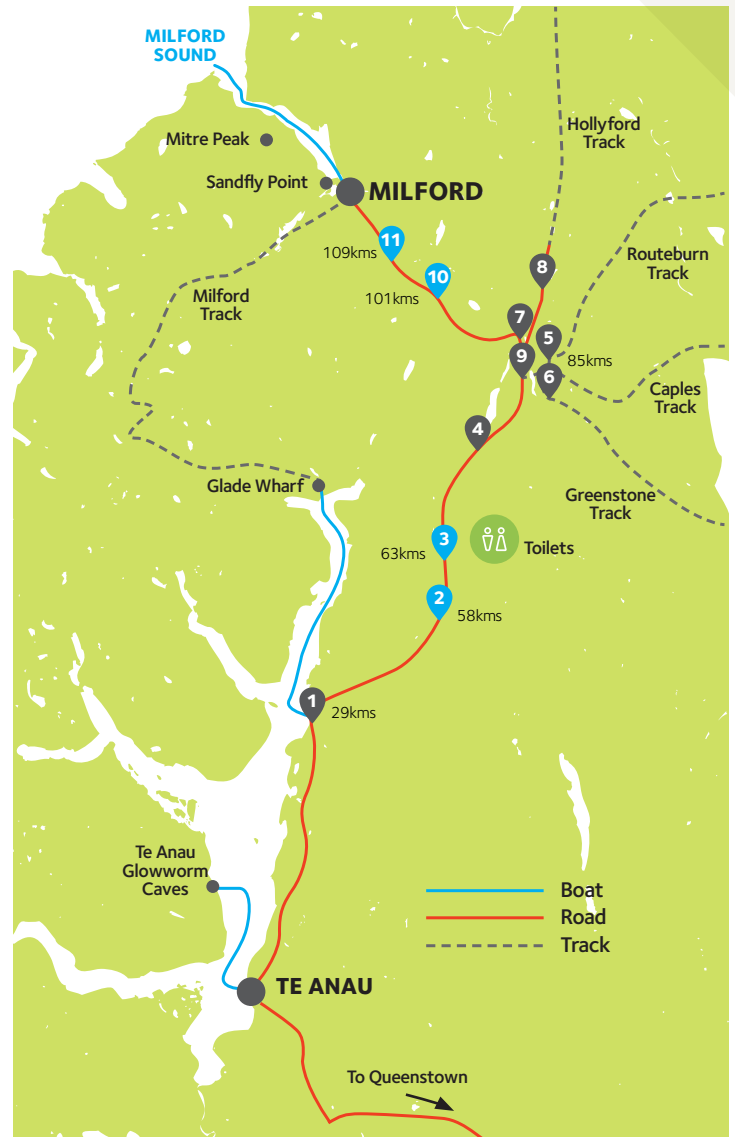 MILFORD
SOUND
Mitre Peak
Sandfly Point
MILFORD
Hollyford
Track
11
109kms
10
101kms
8
Routeburn
Track
Milford
Track
7
5
85kms
9
6
Caples
Track
4
Glade Wharf
Greenstone
Track
3
63kms
Toilets
2
58kms
1
29kms
Te Anau
Glowworm
Caves
Boat
Road
Track
TE ANAU
To Queenstown